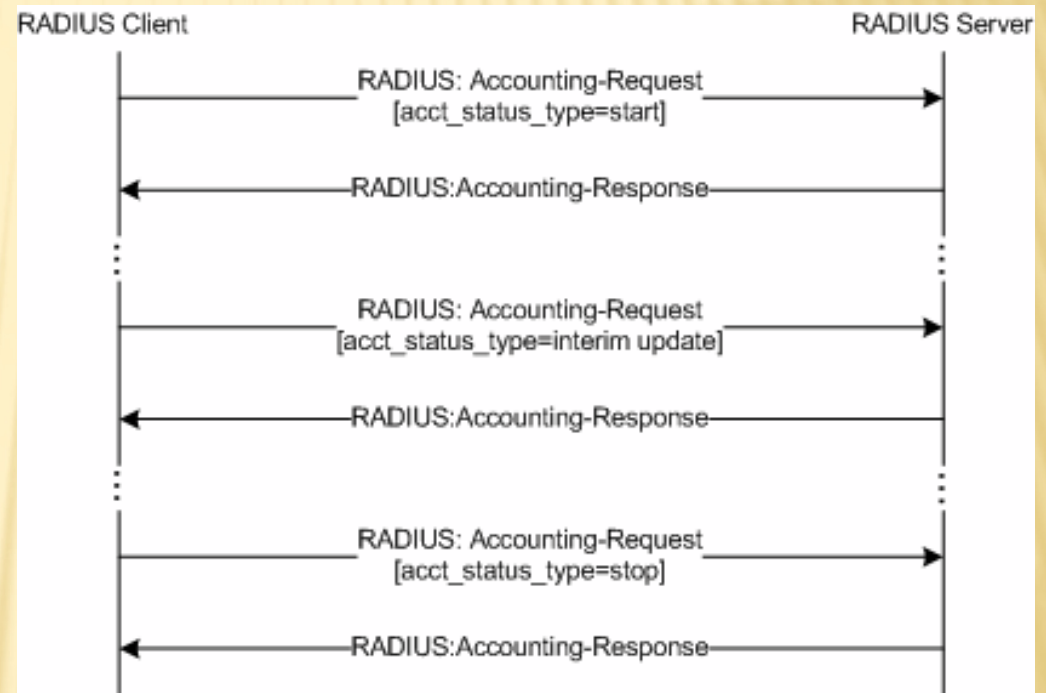 RADIUS Client
RADIUS Server
RADIUS: Accounting-Request
[acct_status_type=start]
RADIUS:Accounting-Response
RADIUS: Accounting-Request
[acct_status_type=interim update]
RADIUS:Accounting-Response
RADIUS: Accounting-Request
[acct_status_type=stop]
RADIUS:Accounting-Response